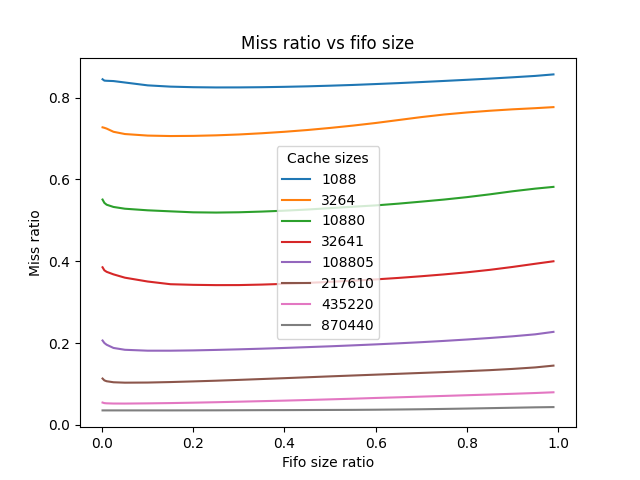 Miss ratio vs fifo size
Miss ratio
0.8
0.6
0.4
0.2
0.0
Cache sizes
1088
3264
10880
32641
108805
217610
435220
870440
0.0 0.2 0.4 0.6 0.8 1.0
Fifo size ratio